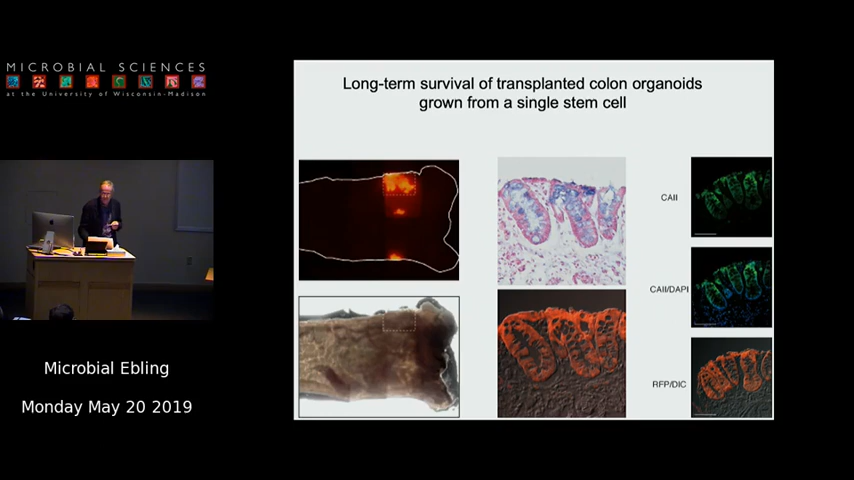 MICROBIAL SCIENCES
at the University of Wisconsin-Madison
Microbial Ebling
Monday May 20 2019
Long-term survival of transplanted colon organoids
grown from a single stem cell
CAII
CAII/DAPI
RFP/DIC